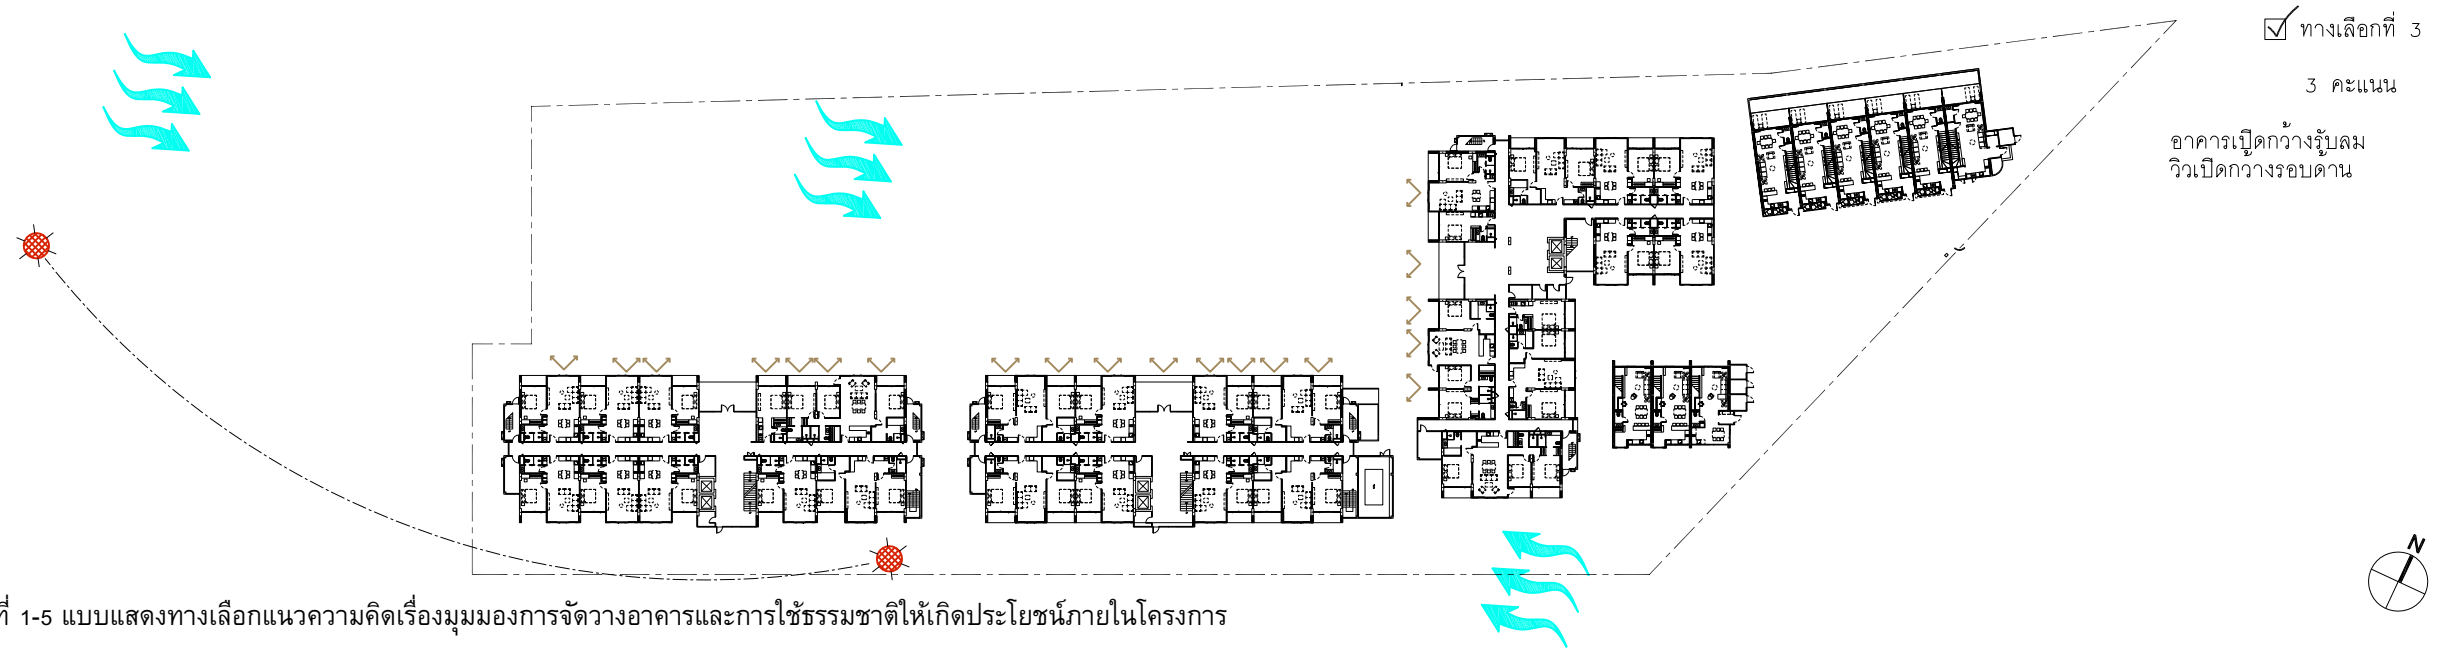 ทางเลือกที่ 3
3 คะแนน
อาคารเปิดกว้างรับลม
วิวเปิดกว้างรอบด้าน
N
ที่ 1-5 แบบแสดงทางเลือกแนวความคิดเรื่องมุมมองการจัดวางอาคารและการใช้ธรรมชาติให้เกิดประโยชน์ภายในโครงการ